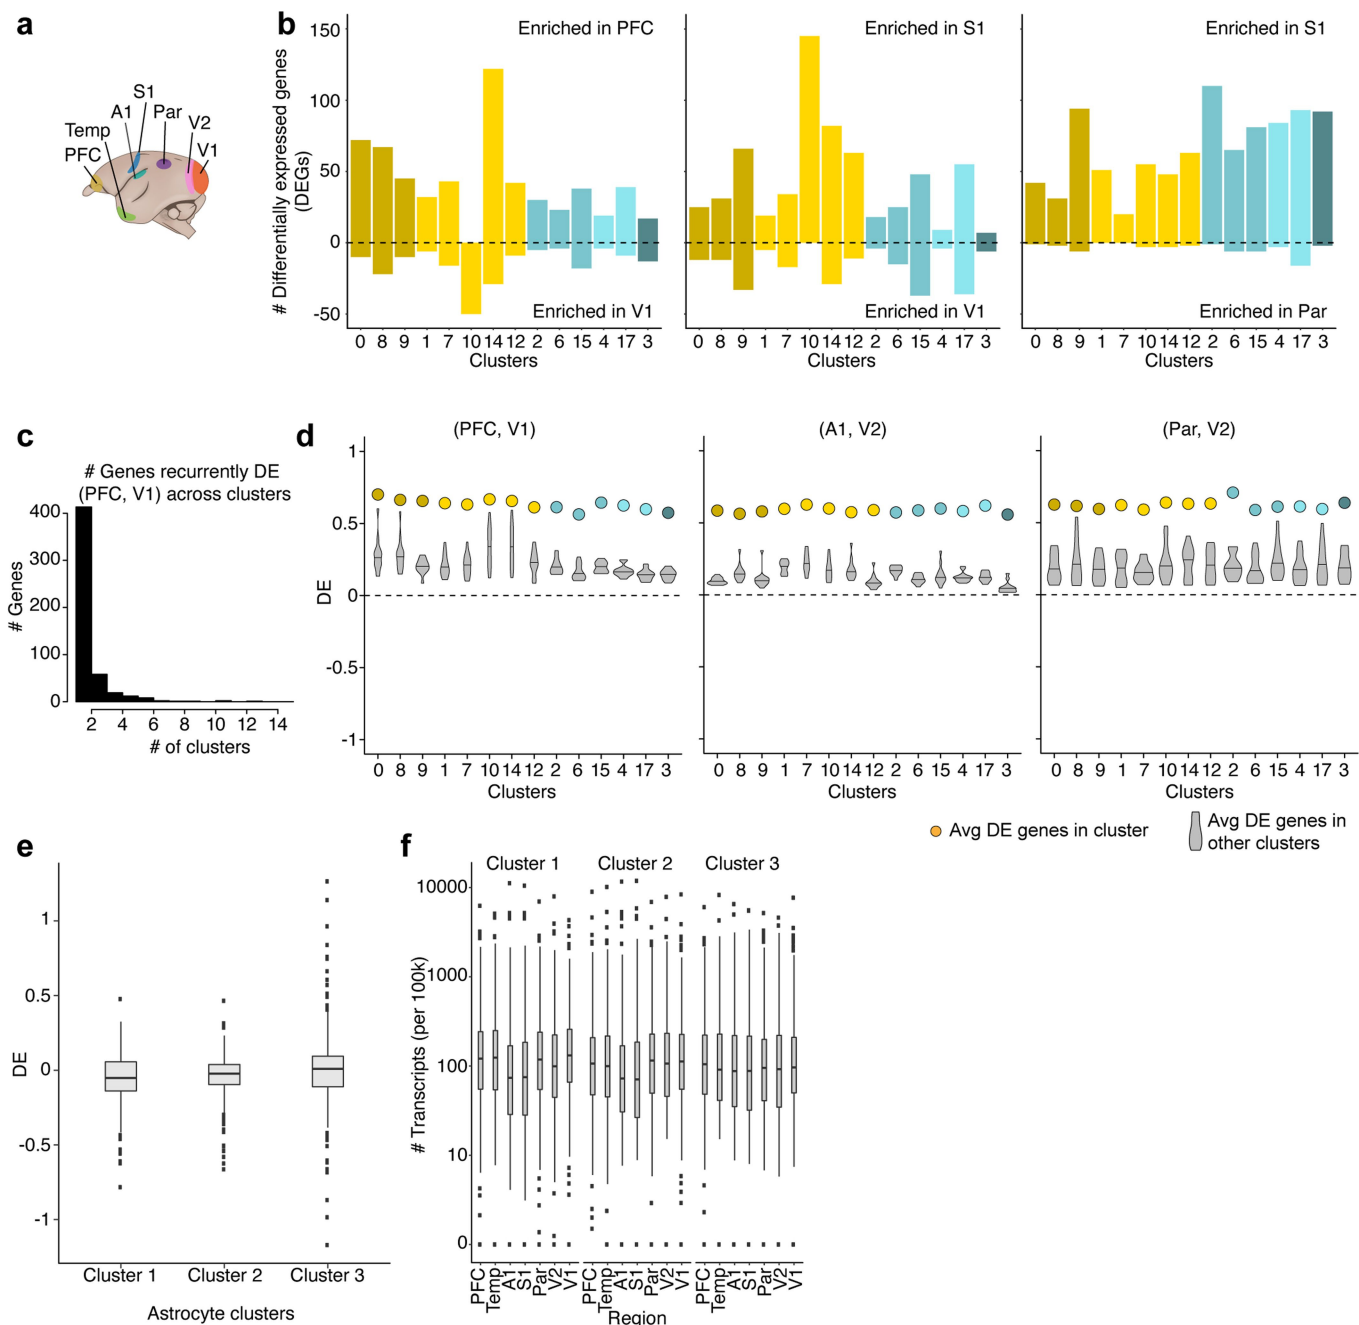 a
S1
A1 Par
Temp V2
PFC V1
b
# Differentially expressed genes
(DEGs)
150
100
50
0
-50
Enriched in PFC
Enriched in V1
0 8 9 1 7 10 14 12 2 6 15 4 17 3
Clusters
Enriched in S1
Enriched in V1
0 8 9 1 7 10 14 12 2 6 15 4 17 3
Clusters
Enriched in S1
Enriched in Par
0 8 9 1 7 10 14 12 2 6 15 4 17 3
Clusters
c
# Genes recurrently DE
(PFC, V1) across clusters
# Genes
400
300
200
100
0
2 4 6 8 10 12 14
# of clusters
d
(PFC, V1)
(A1, V2)
(Par, V2)
DE
1
0.5
0
-0.5
-1
0 8 9 1 7 10 14 12 2 6 15 4 17 3
Clusters
0 8 9 1 7 10 14 12 2 6 15 4 17 3
Clusters
0 8 9 1 7 10 14 12 2 6 15 4 17 3
Clusters
Avg DE genes in cluster
Avg DE genes in
other clusters
e
DE
1
0.5
0
-0.5
-1
Cluster 1 Cluster 2 Cluster 3
Astrocyte clusters
f
Cluster 1 Cluster 2 Cluster 3
# Transcripts (per 100k)
10000
1000
100
10
0
PFC Temp A1 S1 Par V2 V1
PFC Temp A1 S1 Par V2 V1
PFC Temp A1 S1 Par V2 V1
Region